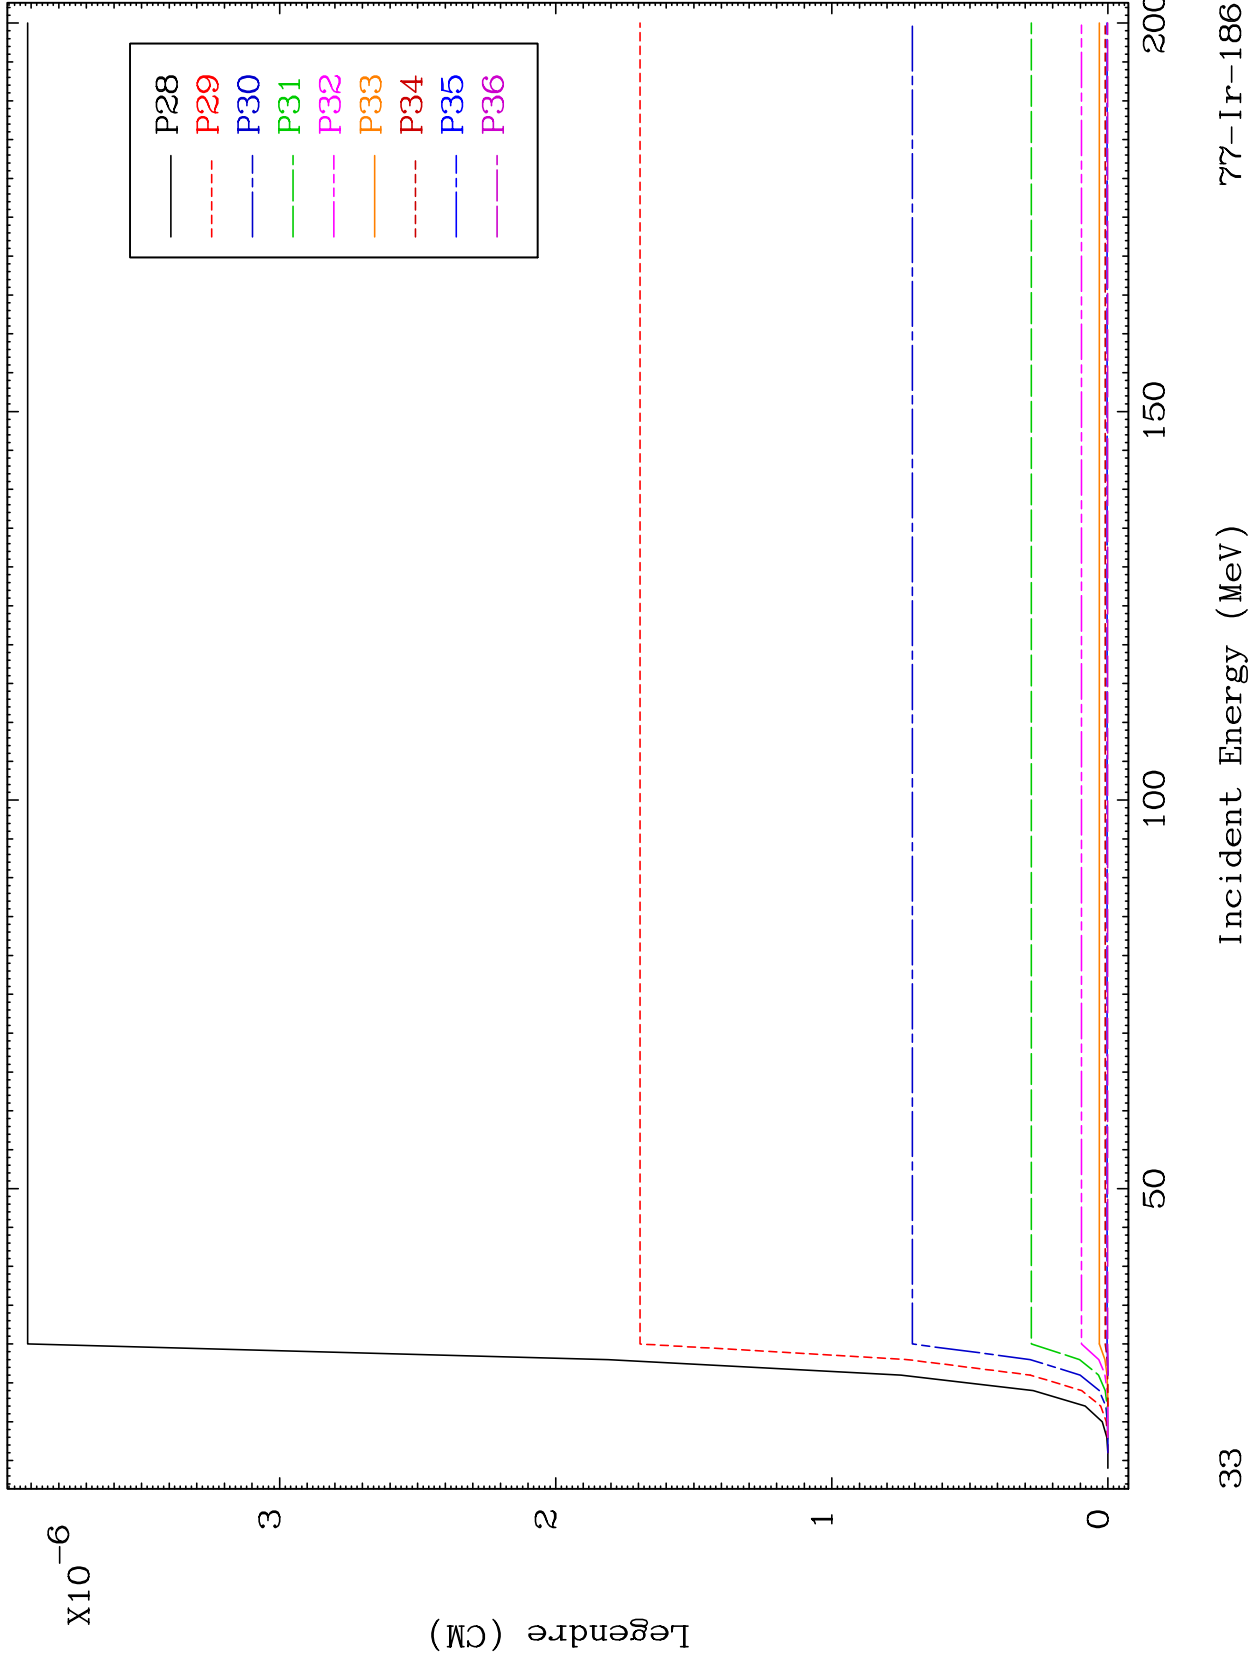 X10-6
Legendre (CM)
3
2
1
0
P28
P29
P30
P31
P32
P33
P34
P35
P36
50
100
150
200
Incident Energy (MeV)
33
77-Ir-186